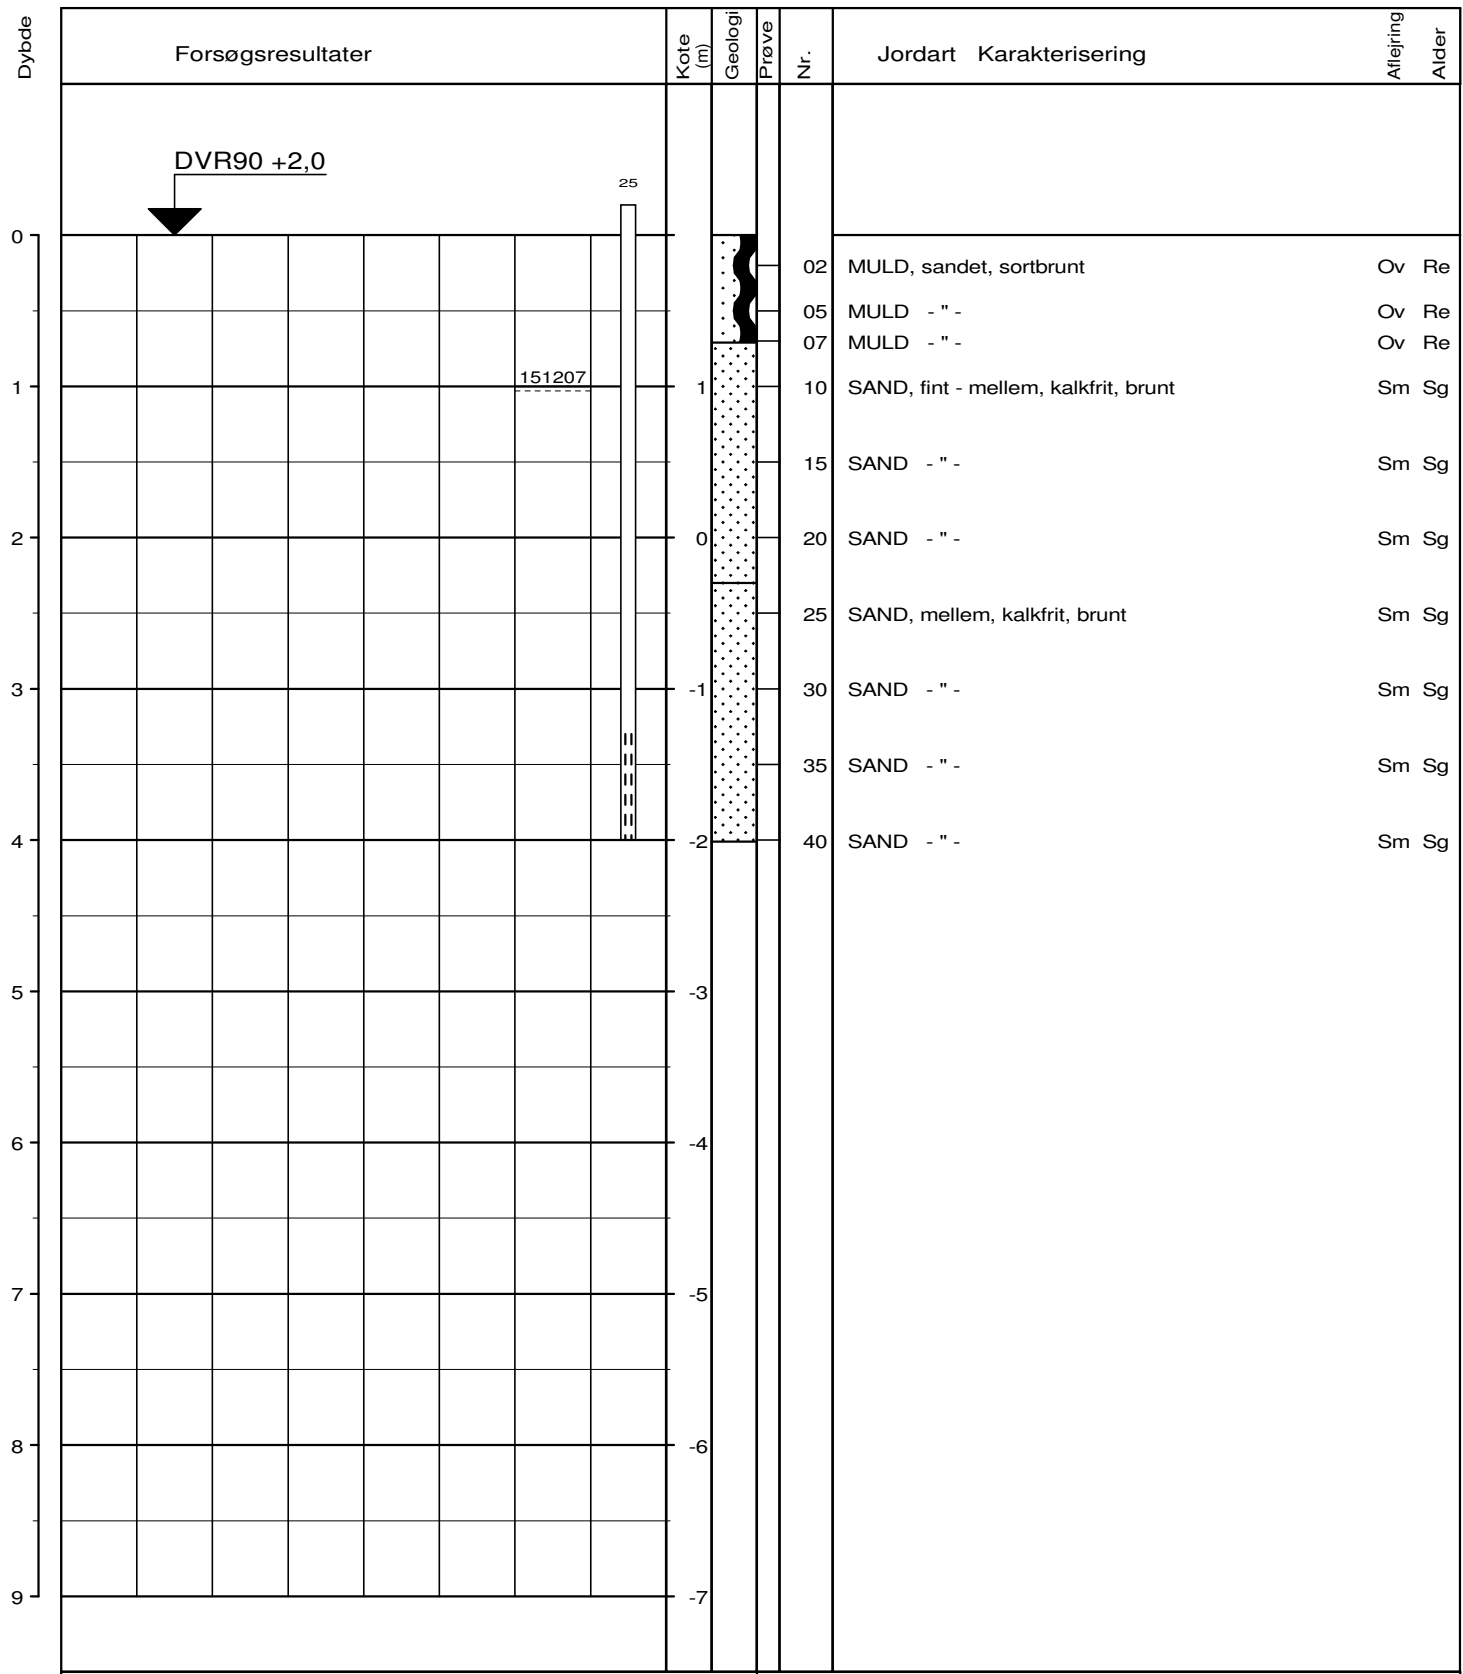 Dybde Forsøgsresultater Kote (m) Geologi Prøve Nr. Jordart Karakterisering Aflejring Alder
DVR90 +2,0
25
0
02 MULD, sandet, sortbrunt Ov Re
05 MULD - " - Ov Re
07 MULD - " - Ov Re
151207
1 1 10 SAND, fint - mellem, kalkfrit, brunt Sm Sg
15 SAND - " - Sm Sg
2 0 20 SAND - " - Sm Sg
25 SAND, mellem, kalkfrit, brunt Sm Sg
3 -1 30 SAND - " - Sm Sg
35 SAND - " - Sm Sg
4 -2 40 SAND - " - Sm Sg
5 -3
6 -4
7 -5
8 -6
9 -7